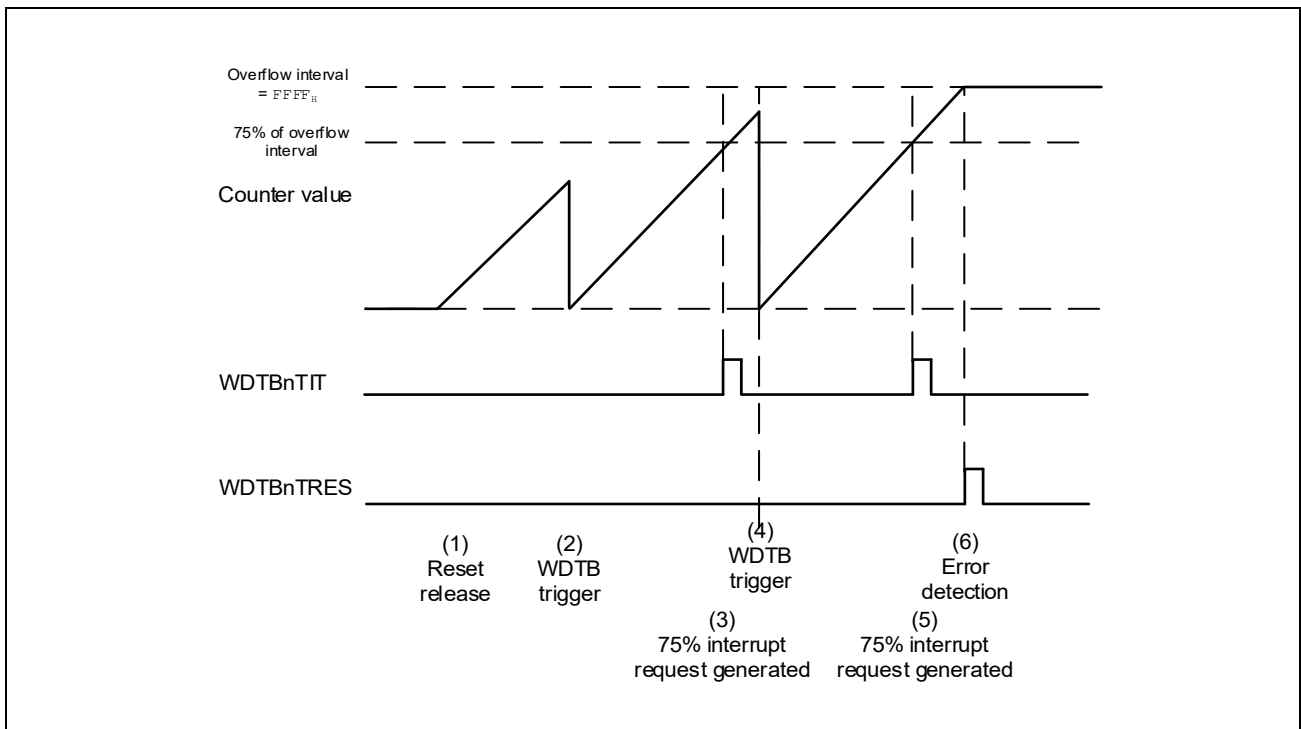 Overflow interval
= FFFFH
75% of overflow
interval
Counter value
WDTBnTIT
WDTBnTRES
(1)
Reset
release
(2)
WDTB
trigger
(4)
WDTB
trigger
(6)
Error
detection
(3)
75% interrupt
request generated
(5)
75% interrupt
request generated